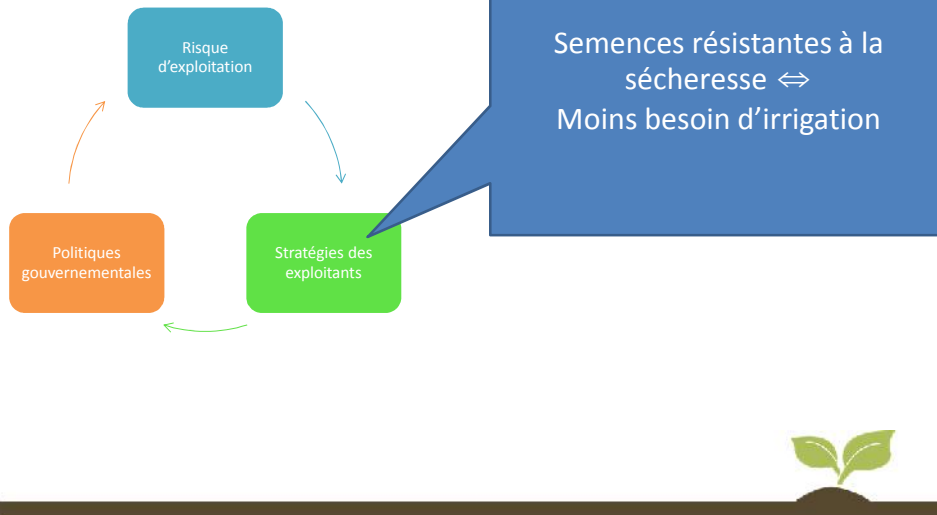 Risque
d’exploitation
Semences résistantes à la
sécheresse ⇔
Moins besoin d’irrigation
Politiques
gouvernementales
Stratégies des
exploitants